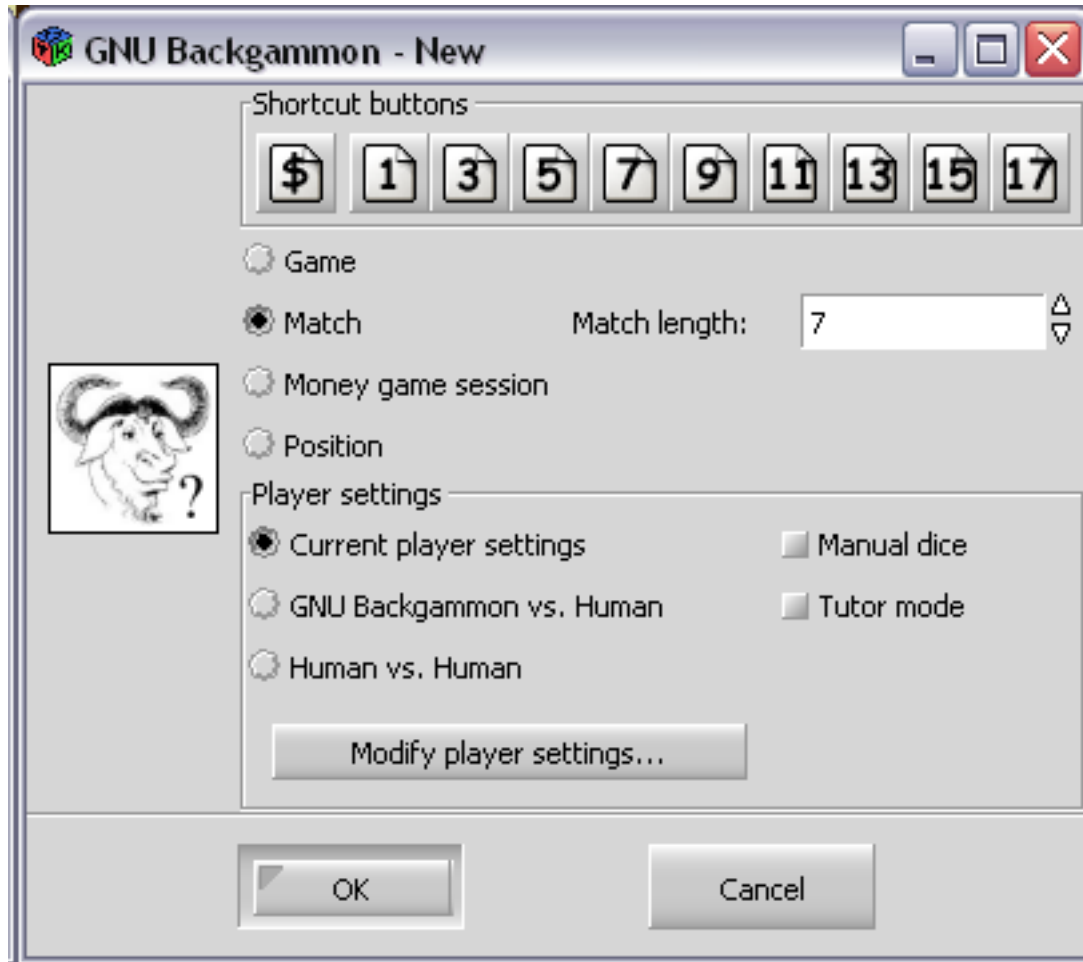 GNU Backgammon - New
Shortcut buttons
$ 1 3 5 7 9 11 13 15 17
Game
Match Match length: 7
Money game session
Position
?
Player settings
Current player settings Manual dice
GNU Backgammon vs. Human Tutor mode
Human vs. Human
Modify player settings...
OK Cancel